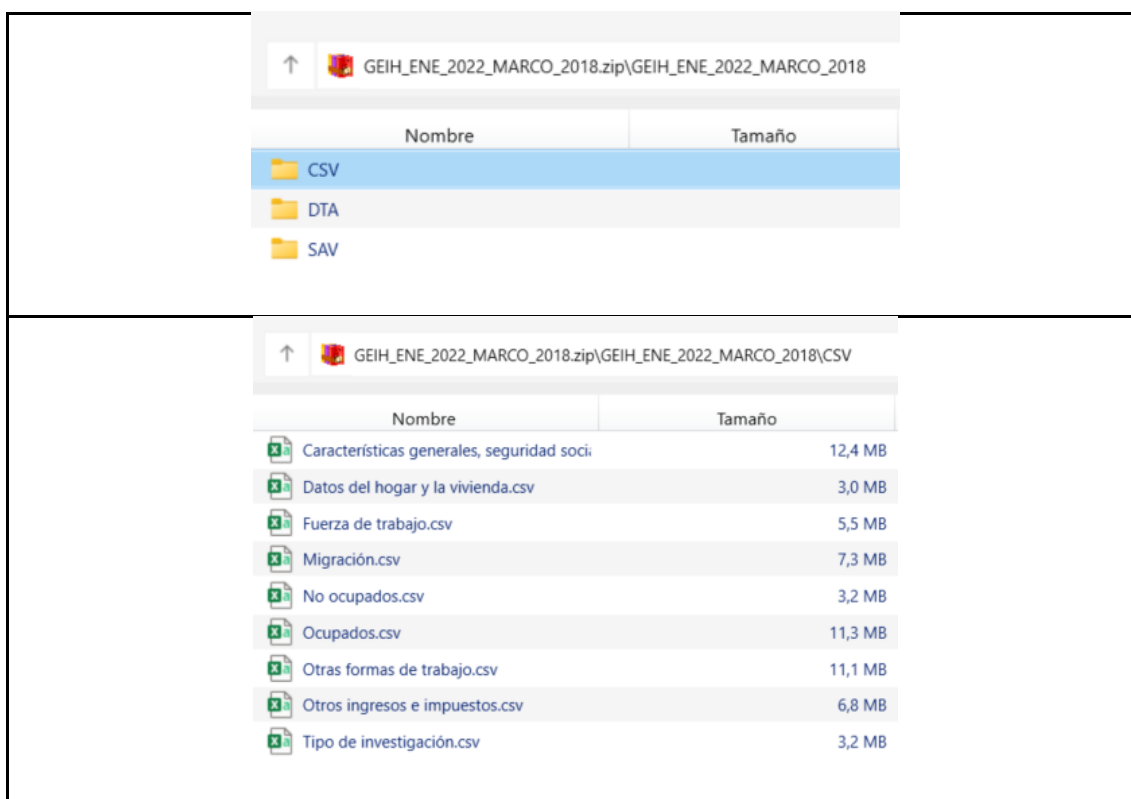 GEIH_ENE_2022_MARCO_2018.zip\GEIH_ENE_2022_MARCO_2018
Nombre Tamaño
CSV
DTA
SAV
GEIH_ENE_2022_MARCO_2018.zip\GEIH_ENE_2022_MARCO_2018\CSV
Nombre Tamaño
Características generales, seguridad soci 12,4 MB
Datos del hogar y la vivienda.csv 3,0 MB
Fuerza de trabajo.csv 5,5 MB
Migración.csv 7,3 MB
No ocupados.csv 3,2 MB
Ocupados.csv 11,3 MB
Otras formas de trabajo.csv 11,1 MB
Otros ingresos e impuestos.csv 6,8 MB
Tipo de investigación.csv 3,2 MB